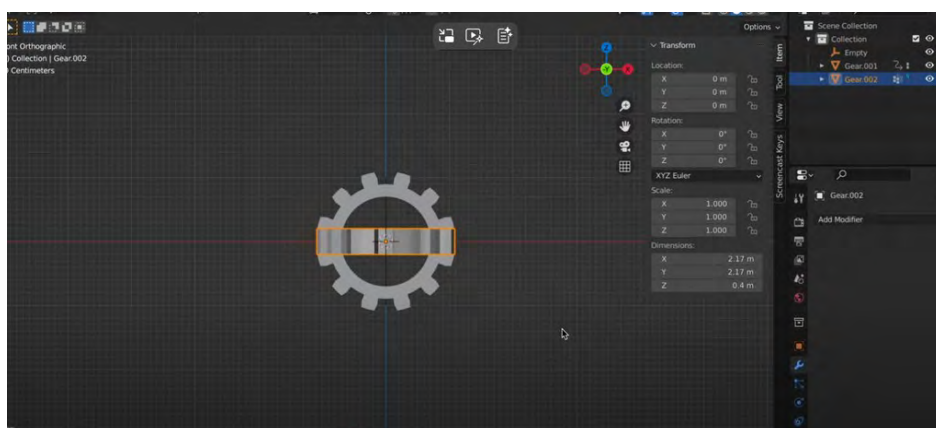 Options
ont Orthographic
) Collection | Gear.002
Centimeters
Z
-Y
X
Transform
Location:
X 0 m
Y 0 m
Z 0 m
Rotation:
X 0°
Y 0°
Z 0°
XYZ Euler
Scale:
X 1.000
Y 1.000
Z 1.000
Dimensions:
X 2.17 m
Y 2.17 m
Z 0.4 m
Item
Tool
View
Screencast Keys
Scene Collection
Collection
Empty
Gear.001
Gear.002
Gear.002
Add Modifier